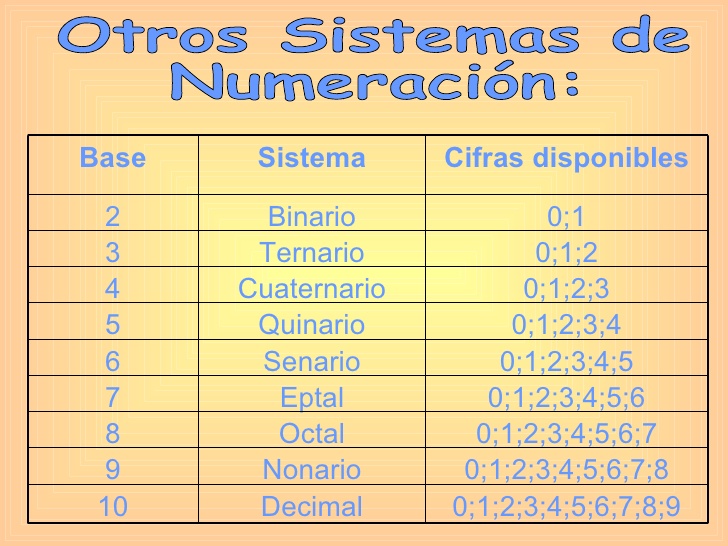 Otros Sistemas de
Numeración:
Base Sistema Cifras disponibles
2 Binario 0;1
3 Ternario 0;1;2
4 Cuaternario 0;1;2;3
5 Quinario 0;1;2;3;4
6 Senario 0;1;2;3;4;5
7 Eptal 0;1;2;3;4;5;6
8 Octal 0;1;2;3;4;5;6;7
9 Nonario 0;1;2;3;4;5;6;7;8
10 Decimal 0;1;2;3;4;5;6;7;8;9